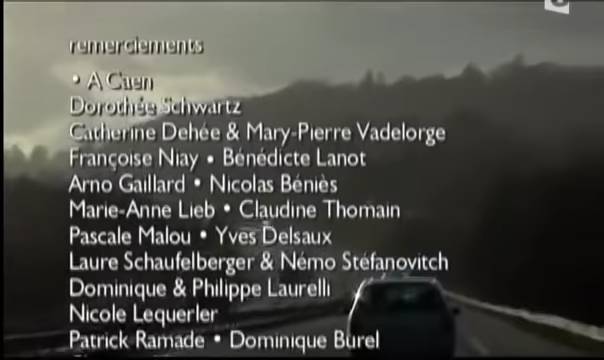 remerciements
• A Caen
Dorothée Schwartz
Catherine Dehée & Mary-Pierre Vadelorge
Françoise Niay • Bénédicte Lanot
Arno Gaillard • Nicolas Béniès
Marie-Anne Lieb • Claudine Thomain
Pascale Malou • Yves Delsaux
Laure Schaufelberger & Némo Stéfanovitch
Dominique & Philippe Laurelli
Nicole Lequerler
Patrick Ramade • Dominique Burel